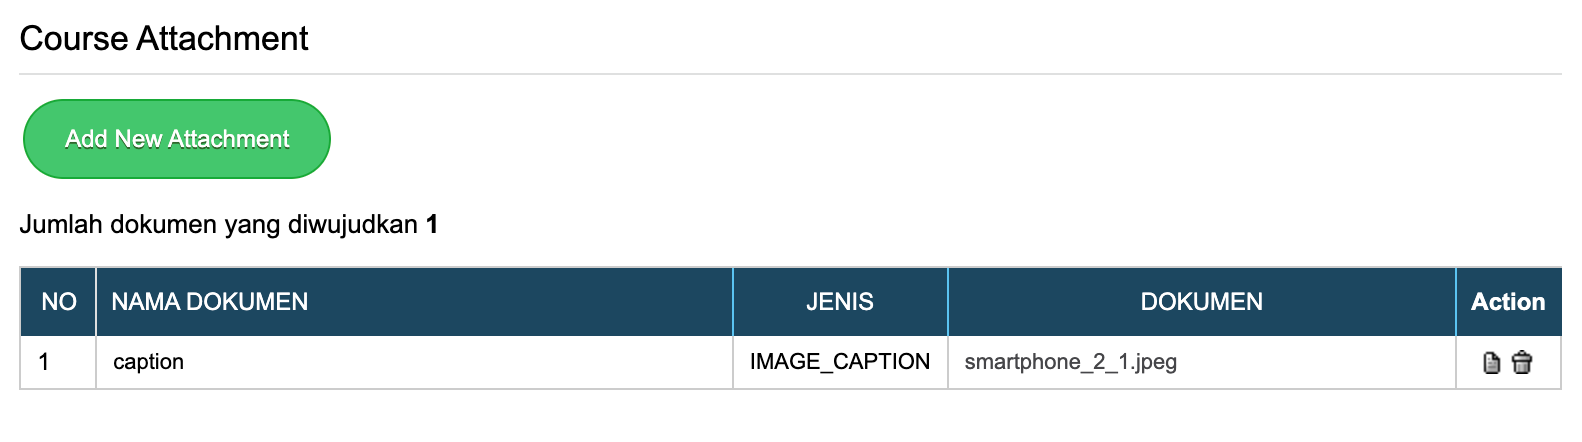 Course Attachment
Add New Attachment
Jumlah dokumen yang diwujudkan 1
NO NAMA DOKUMEN JENIS DOKUMEN Action
1 caption IMAGE_CAPTION smartphone_2_1.jpeg